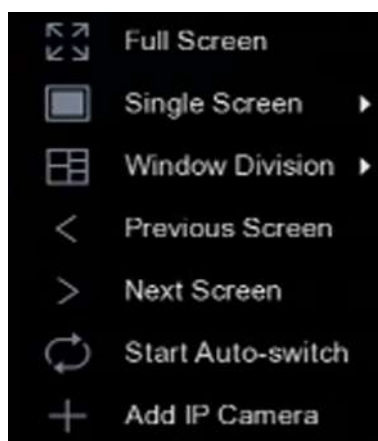 Full Screen
Single Screen
Window Division
Previous Screen
Next Screen
Start Auto-switch
Add IP Camera